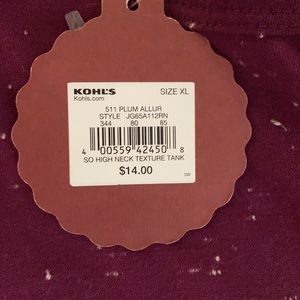 KOHL'S SIZE XL
Kohls.com
511 PLUM ALLUR
STYLE JG65A112RN
344 80 85
4 00559 42450 8
SO HIGH NECK TEXTURE TANK
$14.00